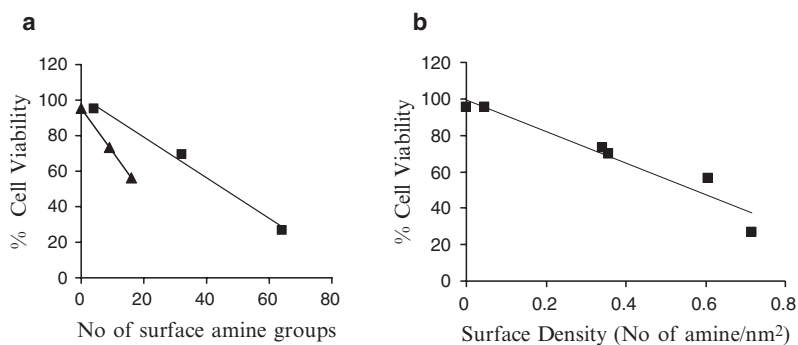 a
120
100
80
60
40
20
0
% Cell Viability
0 20 40 60 80
No of surface amine groups
b
120
100
80
60
40
20
0
% Cell Viability
0 0.2 0.4 0.6 0.8
Surface Density (No of amine/nm²)